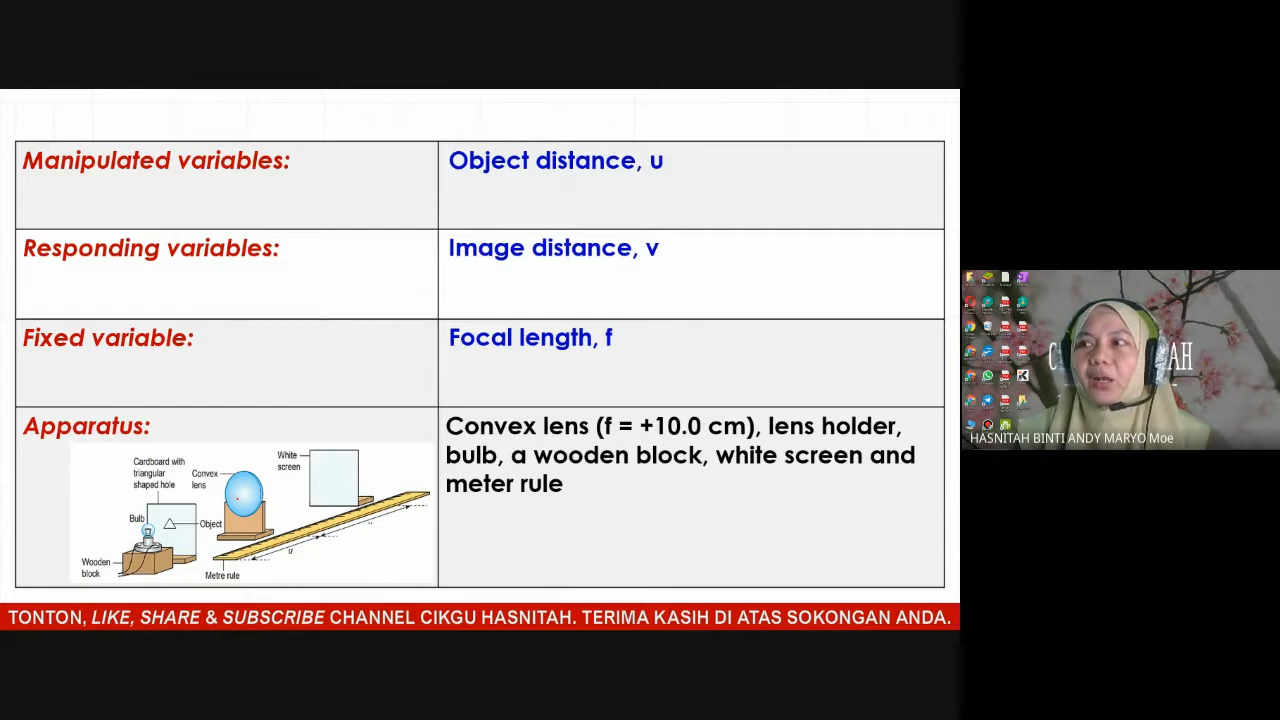 Manipulated variables:
Object distance, u
Responding variables:
Image distance, v
Fixed variable:
Focal length, f
Apparatus:
Convex lens (f = +10.0 cm), lens holder,
bulb, a wooden block, white screen and
meter rule
Cardboard with
triangular
shaped hole
Convex
lens
White
screen
Bulb
Object
Wooden
block
u
Metre rule
HASNITAH BINTI ANDY MARYO Moe
TONTON, LIKE, SHARE & SUBSCRIBE CHANNEL CIKGU HASNITAH. TERIMA KASIH DI ATAS SOKONGAN ANDA.